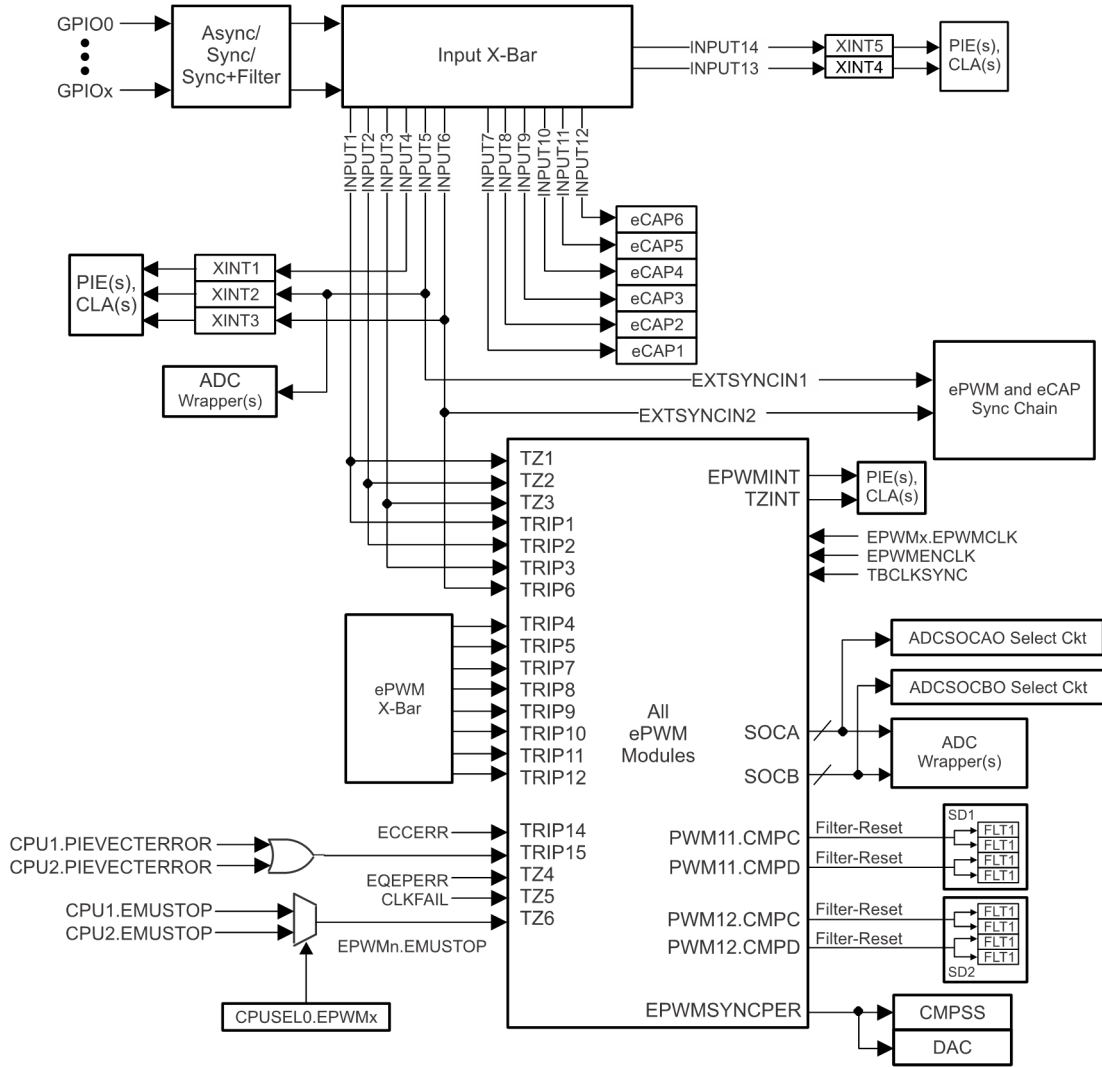 GPIO0
GPIOx
Async/
Sync/
Sync+Filter
Input X-Bar
INPUT14
INPUT13
XINT5
XINT4
PIE(s),
CLA(s)
INPUT1
INPUT2
INPUT3
INPUT4
INPUT5
INPUT6
INPUT7
INPUT8
INPUT9
INPUT10
INPUT11
INPUT12
eCAP6
eCAP5
eCAP4
eCAP3
eCAP2
eCAP1
PIE(s),
CLA(s)
XINT1
XINT2
XINT3
ADC
Wrapper(s)
EXTSYNCIN1
EXTSYNCIN2
ePWM and eCAP
Sync Chain
TZ1
TZ2
TZ3
TRIP1
TRIP2
TRIP3
TRIP6
EPWMINT
TZINT
PIE(s),
CLA(s)
EPWMx.EPWMCLK
EPWMENCLK
TBCLKSYNC
ePWM
X-Bar
TRIP4
TRIP5
TRIP7
TRIP8
TRIP9
TRIP10
TRIP11
TRIP12
All
ePWM
Modules
SOCA
SOCB
ADCSOCAO Select Ckt
ADCSOCBO Select Ckt
ADC
Wrapper(s)
CPU1.PIEVECTERROR
CPU2.PIEVECTERROR
ECCERR
EQEPERR
CLKFAIL
TRIP14
TRIP15
TZ4
TZ5
TZ6
CPU1.EMUSTOP
CPU2.EMUSTOP
EPWMn.EMUSTOP
CPUSEL0.EPWMx
PWM11.CMPC
PWM11.CMPD
PWM12.CMPC
PWM12.CMPD
Filter-Reset
Filter-Reset
Filter-Reset
Filter-Reset
SD1
FLT1
FLT1
FLT1
FLT1
FLT1
FLT1
FLT1
FLT1
SD2
EPWMSYNCPER
CMPSS
DAC